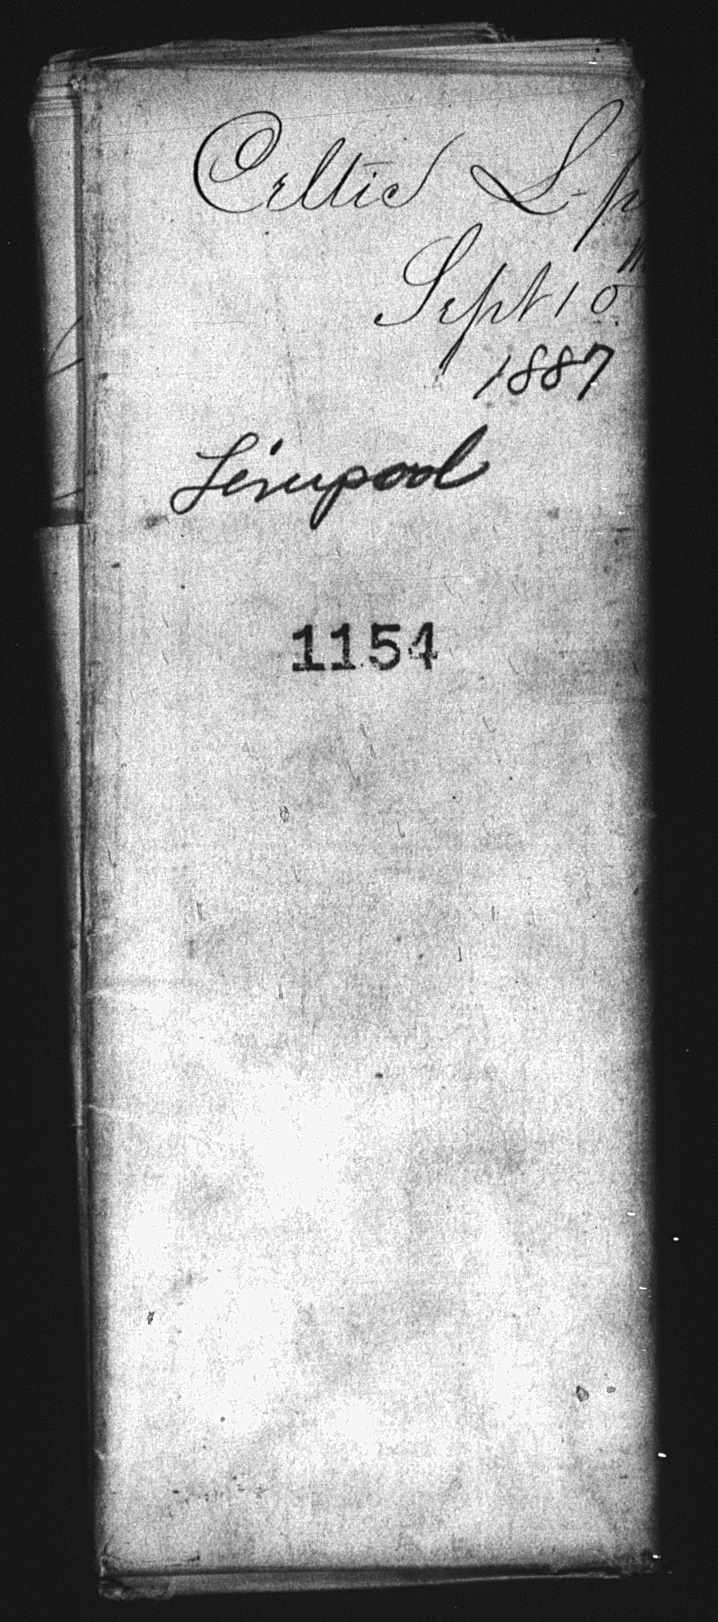 Celtic L-p
Sept 10
1887
Liverpool
1154